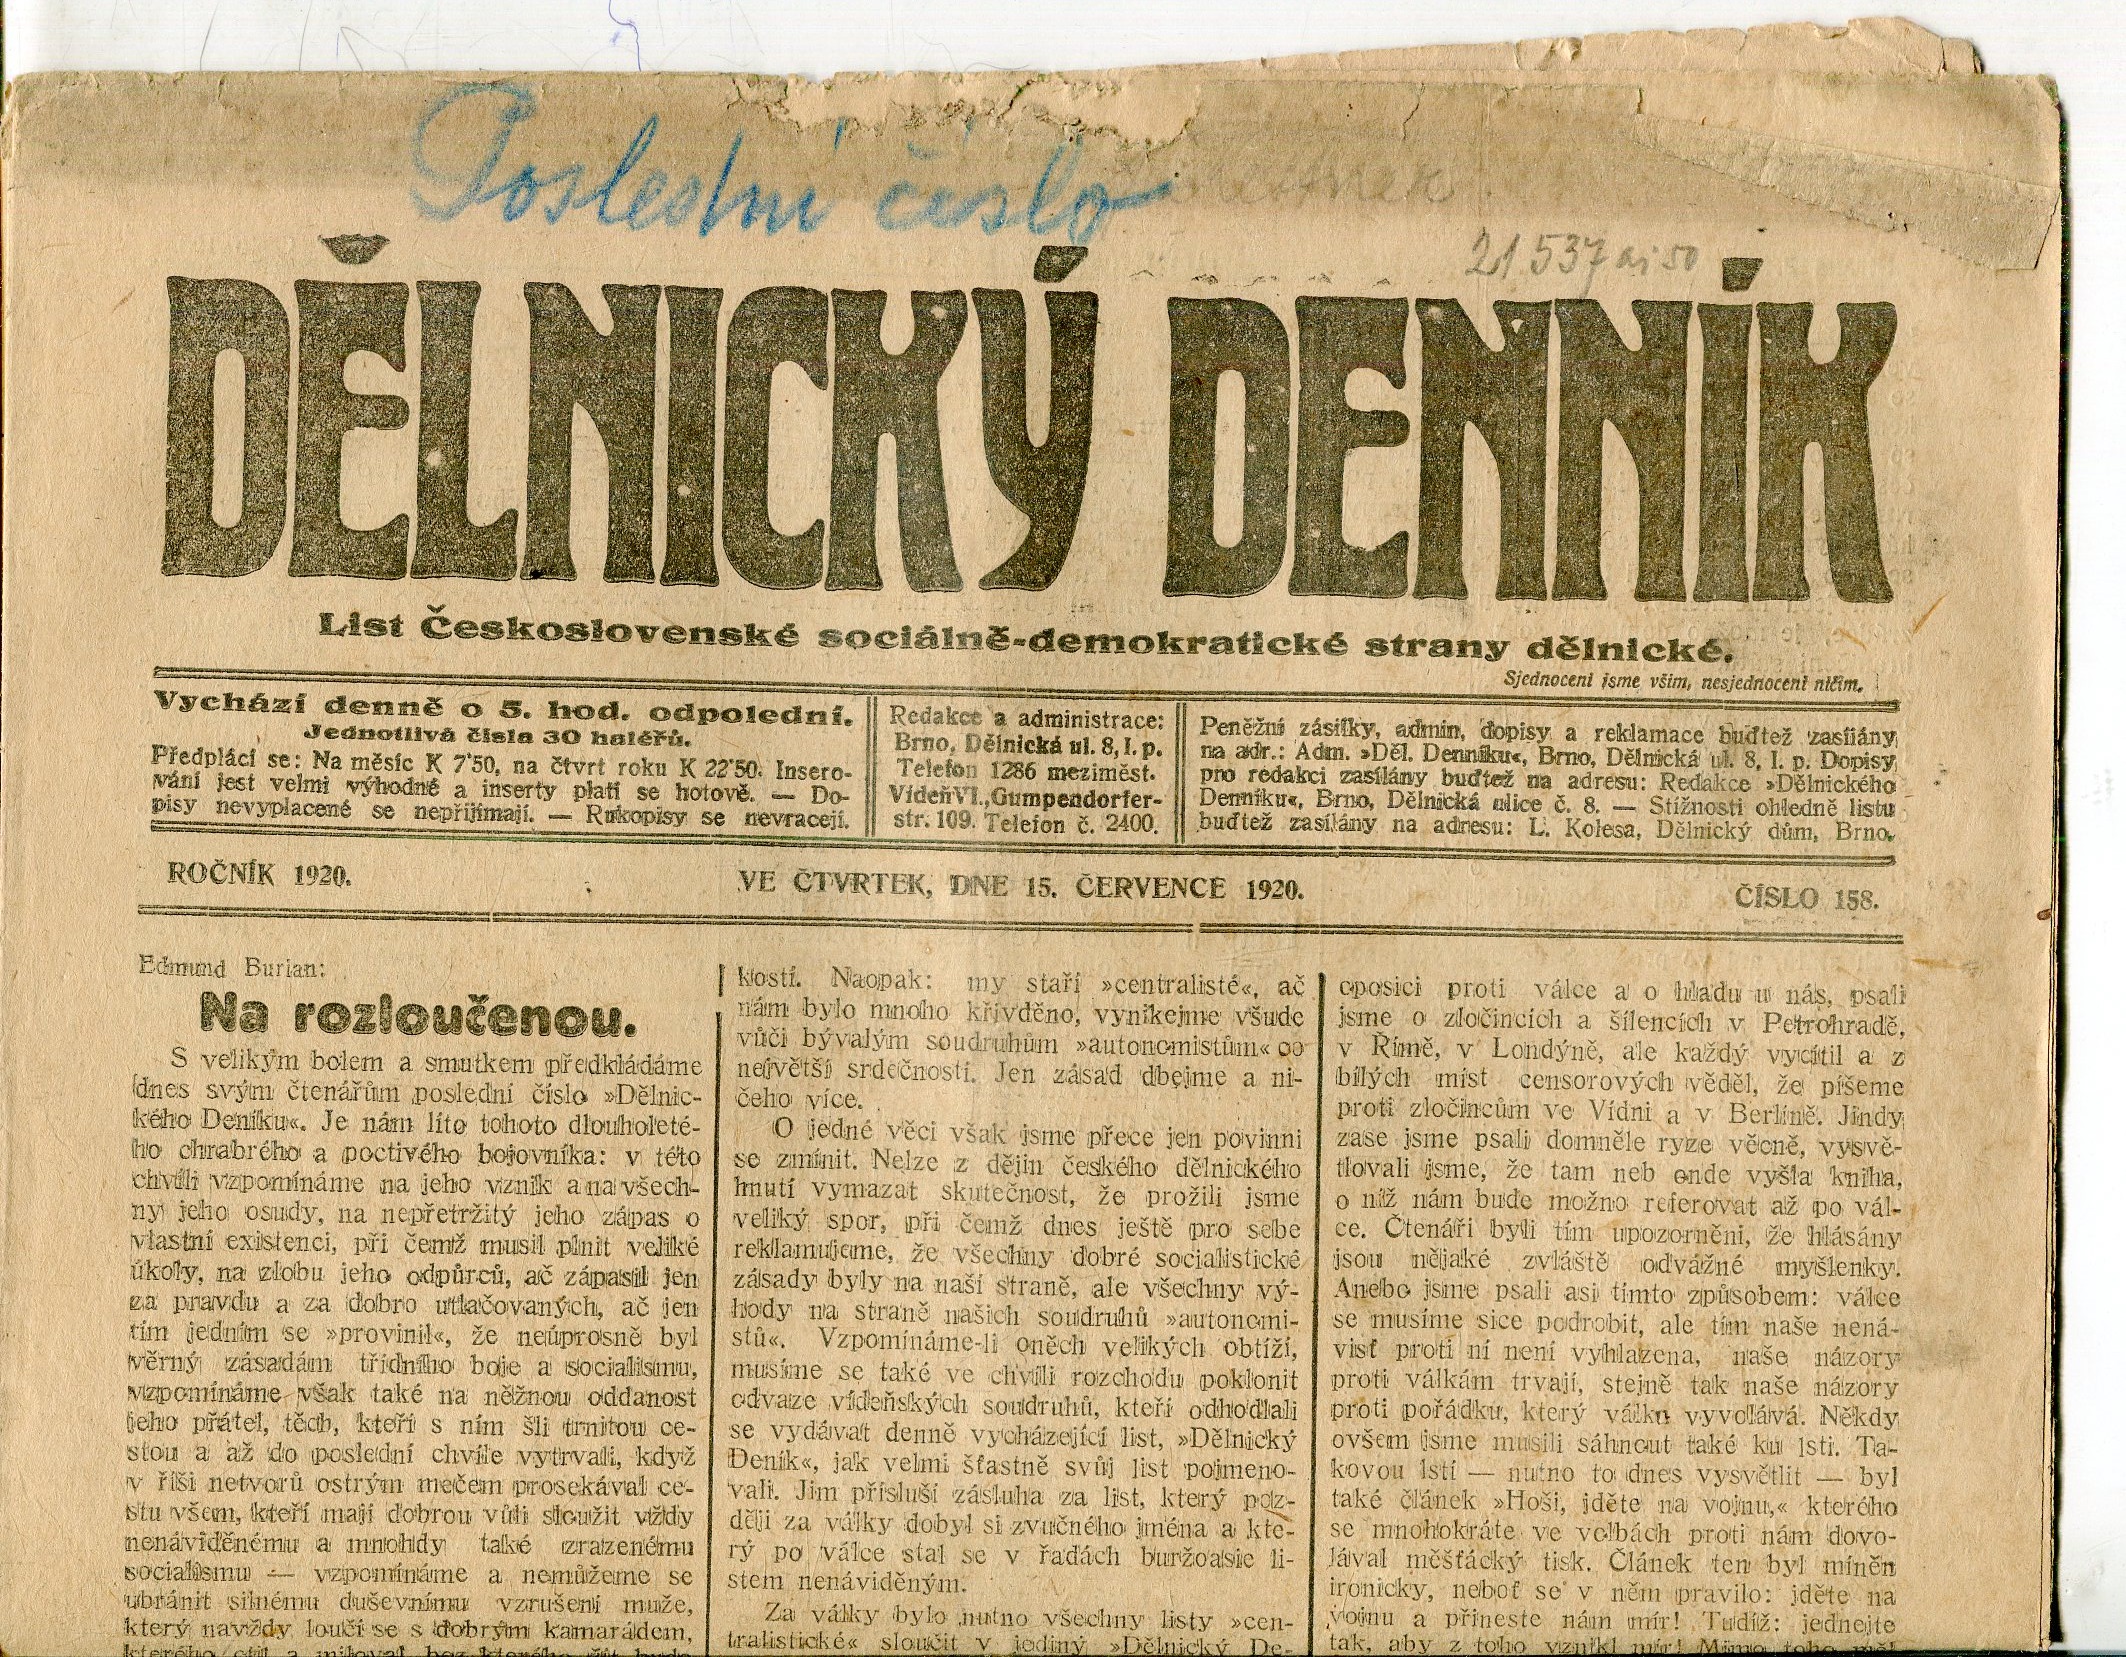 Poslední číslo
21537
DĚLNICKÝ DENNÍK
List Československé sociálně-demokratické strany dělnické.
Sjednoceni jsme vším, nesjednoceni ničím.
Vychází denně o 5. hod. odpolední.
Jednotlivá čísla 30 haléřů.
Předplácí se: Na měsíc K 7'50, na čtvrt roku K 22'50. Insero-
vání jest velmi výhodné a inserty platí se hotově. — Do-
pisy nevyplacené se nepřijímají. — Rukopisy se nevracejí.
Redakce a administrace:
Brno, Dělnická ul. 8, I. p.
Telefon 1286 meziměst.
Vídeň VI., Gumpendorfer-
str. 109. Telefon č. 2400.
Peněžní zásilky, admin. dopisy a reklamace buďtež zasílány
na adr.: Adm. »Děl. Denníku«, Brno, Dělnická ul. 8, I. p. Dopisy
pro redakci zasílány buďtež na adresu: Redakce »Dělnického
Denníku«, Brno, Dělnická ulice č. 8. — Stížnosti ohledně listu
buďtež zasílány na adresu: L. Kolesa, Dělnický dům, Brno.
ROČNÍK 1920.
VE ČTVRTEK, DNE 15. ČERVENCE 1920.
ČÍSLO 158.
Edmund Burian:
Na rozloučenou.
S velikým bolem a smutkem předkládáme
dnes svým čtenářům poslední číslo »Dělnic-
kého Deníku«. Je nám líto tohoto dlouholeté-
ho chrabrého a poctivého bojovníka: v této
chvíli vzpomínáme na jeho vznik a na všech-
ny jeho osudy, na nepřetržitý jeho zápas o
vlastní existenci, při čemž musil plnit veliké
úkoly, na zlobu jeho odpůrců, ač zápasil jen
za pravdu a za dobro utlačovaných, ač jen
tím jedním se »provinil«, že neúprosně byl
věrný zásadám třídního boje a socialismu,
vzpomínáme však také na něžnou oddanost
jeho přátel, těch, kteří s ním šli trnitou ce-
stou a až do poslední chvíle vytrvali, když
v říši netvorů ostrým mečem prosekával ce-
stu všem, kteří mají dobrou vůli sloužit vždy
nenáviděnému a mnohdy také zrazenému
socialismu — vzpomínáme a nemůžeme se
ubránit silnému duševnímu vzrušení muže,
který navždy loučí se s dobrým kamarádem,
kterého ctil a miloval, bez kterého
kostí. Naopak: my staří »centralisté«, ač
nám bylo mnoho křivděno, vynikejme všude
vůči bývalým soudruhům »autonomistům« co
největší srdečností. Jen zásad dbejme a ni-
čeho více.
O jedné věci však jsme přece jen povinni
se zmínit. Nelze z dějin českého dělnického
hnutí vymazat skutečnost, že prožili jsme
veliký spor, při čemž dnes ještě pro sebe
reklamujeme, že všechny dobré socialistické
zásady byly na naší straně, ale všechny vý-
hody na straně našich soudruhů »autonomi-
stů«. Vzpomínáme-li oněch velikých obtíží,
musíme se také ve chvíli rozchodu poklonit
odvaze vídeňských soudruhů, kteří odhodlali
se vydávat denně vycházející list, »Dělnický
Deník«, jak velmi šťastně svůj list pojmeno-
vali. Jim přísluší zásluha za list, který poz-
ději za války dobyl si zvučného jména a kte-
rý po válce stal se v řadách buržoasie li-
stem nenáviděným.
Za války bylo nutno všechny listy »cen-
tralistické« sloučit v jediný »Dělnický De-
oposici proti válce a o hladu u nás, psali
jsme o zločincích a šílencích v Petrohradě,
v Římě, v Londýně, ale každý vycítil a z
bílých míst censorových věděl, že píšeme
proti zločincům ve Vídni a v Berlíně. Jindy
zase jsme psali domněle ryze věcně, vysvě-
tlovali jsme, že tam neb onde vyšla kniha,
o níž nám bude možno referovat až po vál-
ce. Čtenáři byli tím upozorněni, že hlásány
jsou nějaké zvláště odvážné myšlenky.
Anebo jsme psali asi tímto způsobem: válce
se musíme sice podrobit, ale tím naše nená-
visť proti ní není vyhlazena, naše názory
proti válkám trvají, stejně tak naše názory
proti pořádku, který válku vyvolává. Někdy
ovšem jsme musili sáhnout také ku lsti. Ta-
kovou lstí — nutno to dnes vysvětlit — byl
také článek »Hoši, jděte na vojnu,« kterého
se mnohokráte ve volbách proti nám dovo-
lával měšťácký tisk. Článek ten byl míněn
ironicky, neboť se v něm pravilo: jděte na
vojnu a přineste nám mír! Tudíž: jednejte
tak, aby z toho vznikl mír! Mimo toho měl